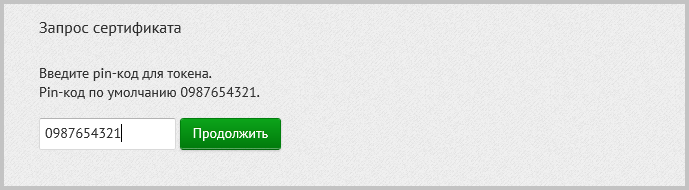 Запрос сертификата
Введите pin-код для токена.
Pin-код по умолчанию 0987654321.
0987654321
Продолжить